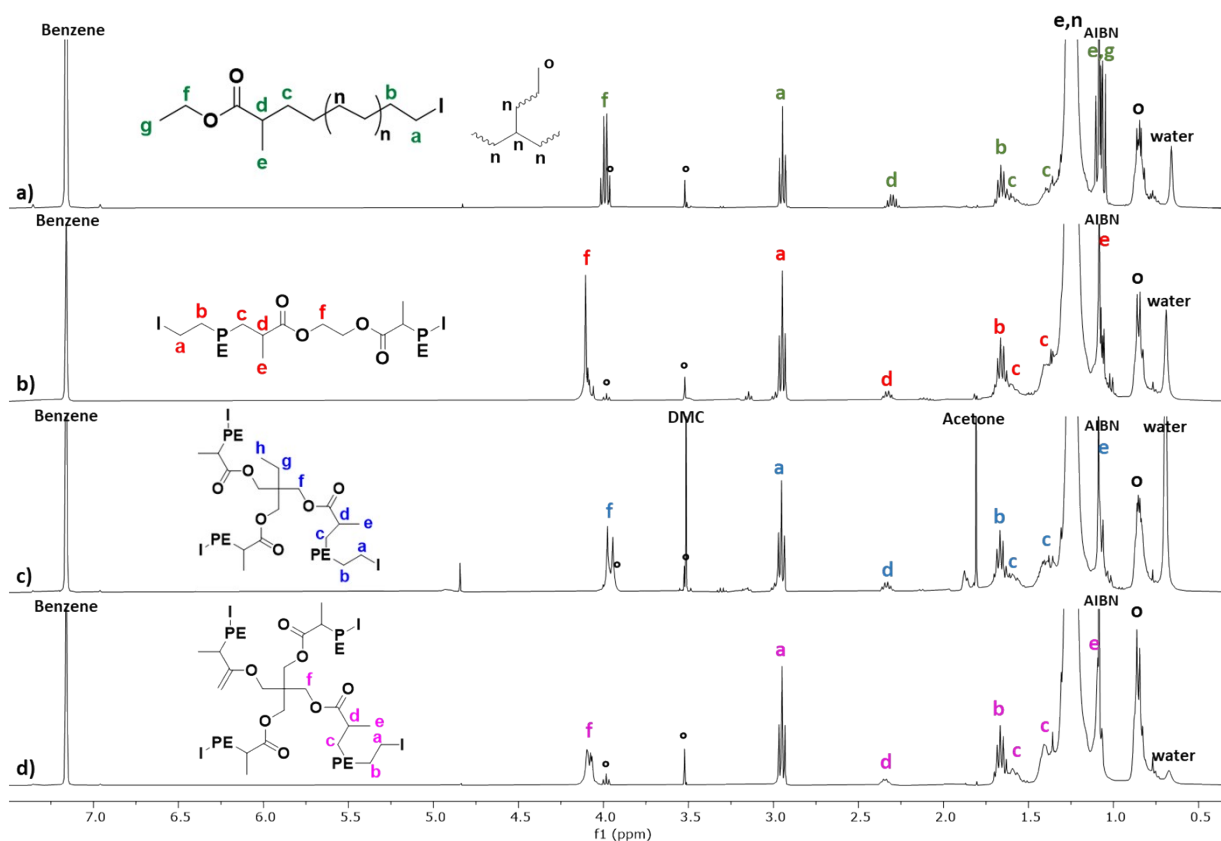 Benzene e,n AIBN
e,g
f a o
water
b c c
d
o o
a)
f O c b I
g O d n a
e n
o
n
n
n n
Benzene AIBN
e
f a o
water
b c c
d
o o
b)
I b P c O f O I
a E d O O P
e O E
Benzene DMC Acetone AIBN water
e
f a o
b c c
d
o o
c)
I
PE
h g
O O f O
O O d
O O c e
I PE a
PE I
b
Benzene AIBN
e o
f a
b c c
d water
o o
d)
I
PE O I
P
E
O O
O f O
O O d e
PE O c a I
I PE b
7.5 7.0 6.5 6.0 5.5 5.0 4.5 4.0 3.5 3.0 2.5 2.0 1.5 1.0 0.5
f1 (ppm)